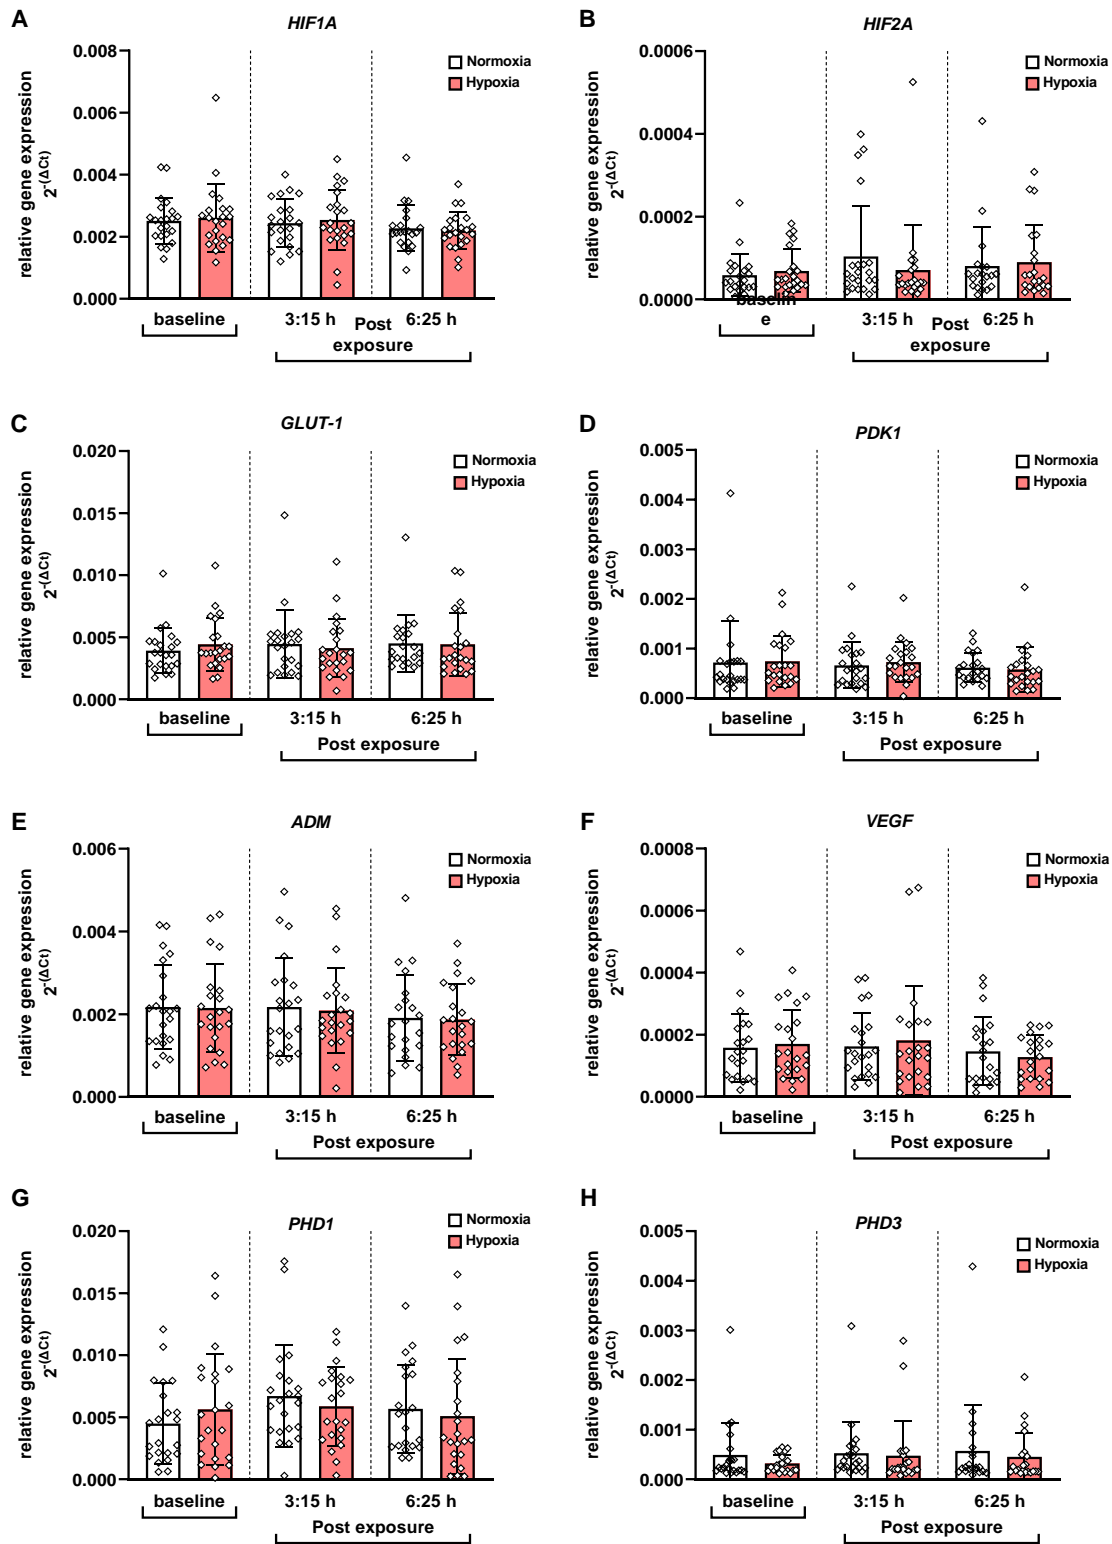 A
HIF1A
relative gene expression
2-(ΔCt)
0.008
0.006
0.004
0.002
0.000
Normoxia
Hypoxia
baseline
3:15 h
6:25 h
Post
exposure
B
HIF2A
relative gene expression
2-(ΔCt)
0.0006
0.0004
0.0002
0.0000
Normoxia
Hypoxia
baselin
e
3:15 h
6:25 h
Post
exposure
C
GLUT-1
relative gene expression
2-(ΔCt)
0.020
0.015
0.010
0.005
0.000
Normoxia
Hypoxia
baseline
3:15 h
6:25 h
Post exposure
D
PDK1
relative gene expression
2-(ΔCt)
0.005
0.004
0.003
0.002
0.001
0.000
Normoxia
Hypoxia
baseline
3:15 h
6:25 h
Post exposure
E
ADM
relative gene expression
2-(ΔCt)
0.006
0.004
0.002
0.000
Normoxia
Hypoxia
baseline
3:15 h
6:25 h
Post exposure
F
VEGF
relative gene expression
2-(ΔCt)
0.0008
0.0006
0.0004
0.0002
0.0000
Normoxia
Hypoxia
baseline
3:15 h
6:25 h
Post exposure
G
PHD1
relative gene expression
2-(ΔCt)
0.020
0.015
0.010
0.005
0.000
Normoxia
Hypoxia
baseline
3:15 h
6:25 h
Post exposure
H
PHD3
relative gene expression
2-(ΔCt)
0.005
0.004
0.003
0.002
0.001
0.000
Normoxia
Hypoxia
baseline
3:15 h
6:25 h
Post exposure